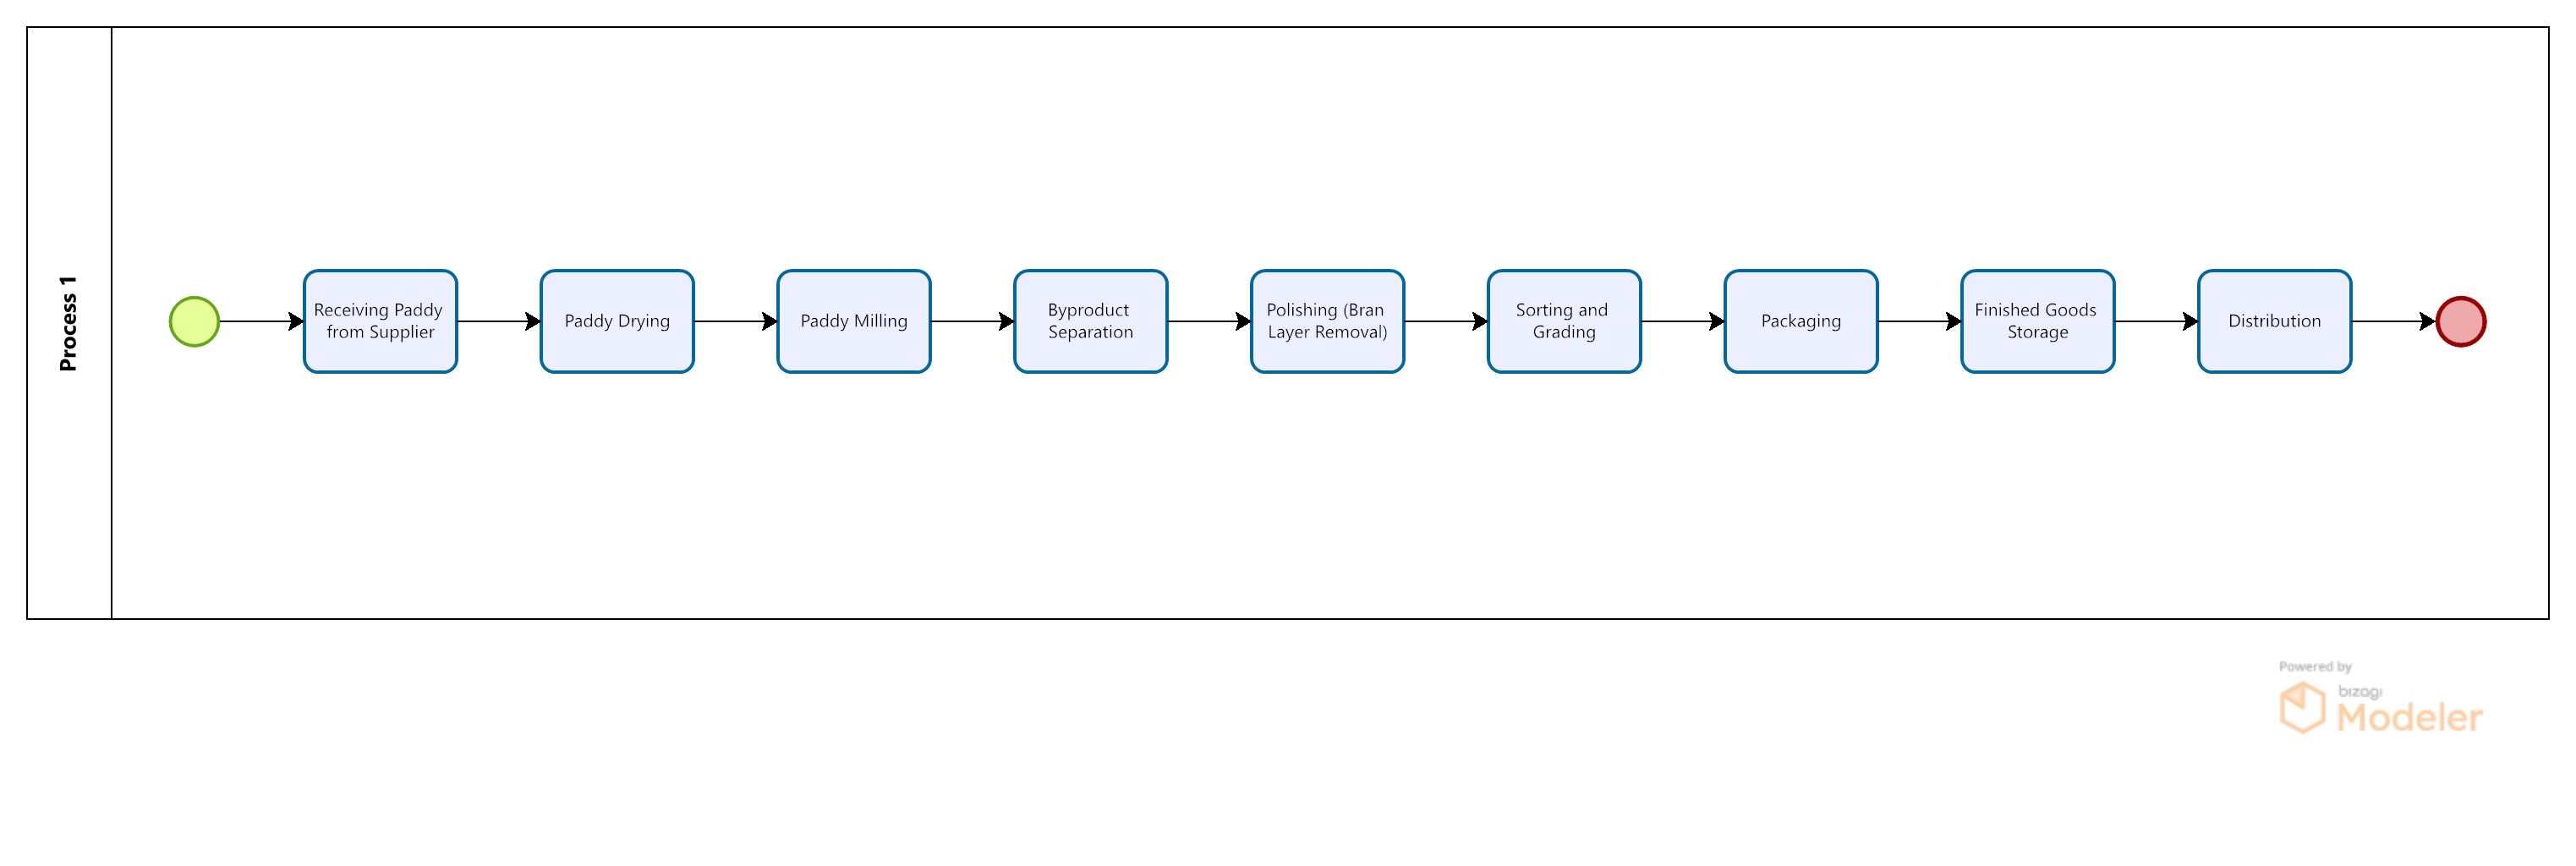 Process 1
Receiving Paddy
from Supplier
Paddy Drying
Paddy Milling
Byproduct
Separation
Polishing (Bran
Layer Removal)
Sorting and
Grading
Packaging
Finished Goods
Storage
Distribution
Powered by
bizagi
Modeler